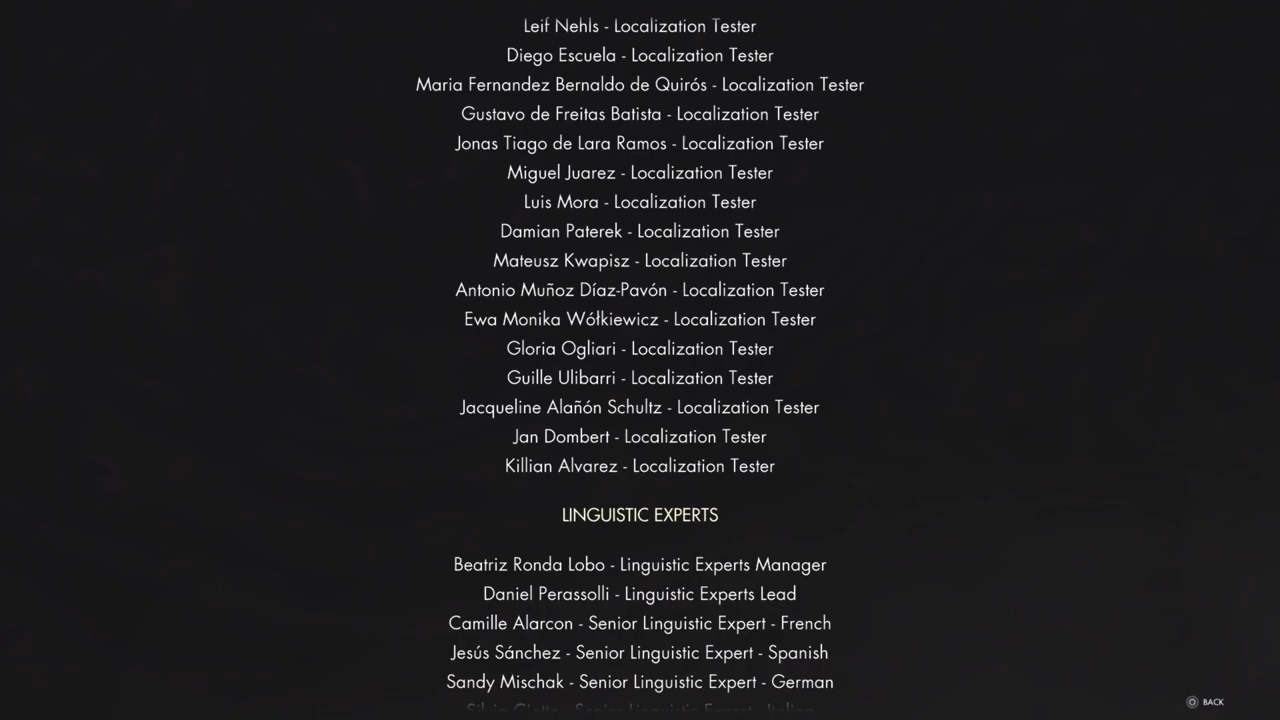 Leif Nehls - Localization Tester
Diego Escuela - Localization Tester
Maria Fernandez Bernaldo de Quirós - Localization Tester
Gustavo de Freitas Batista - Localization Tester
Jonas Tiago de Lara Ramos - Localization Tester
Miguel Juarez - Localization Tester
Luis Mora - Localization Tester
Damian Paterek - Localization Tester
Mateusz Kwapisz - Localization Tester
Antonio Muñoz Díaz-Pavón - Localization Tester
Ewa Monika Wółkiewicz - Localization Tester
Gloria Ogliari - Localization Tester
Guille Ulibarri - Localization Tester
Jacqueline Alañón Schultz - Localization Tester
Jan Dombert - Localization Tester
Killian Alvarez - Localization Tester
LINGUISTIC EXPERTS
Beatriz Ronda Lobo - Linguistic Experts Manager
Daniel Perassolli - Linguistic Experts Lead
Camille Alarcon - Senior Linguistic Expert - French
Jesús Sánchez - Senior Linguistic Expert - Spanish
Sandy Mischak - Senior Linguistic Expert - German
- Senior Linguistic Expert - Italian
BACK